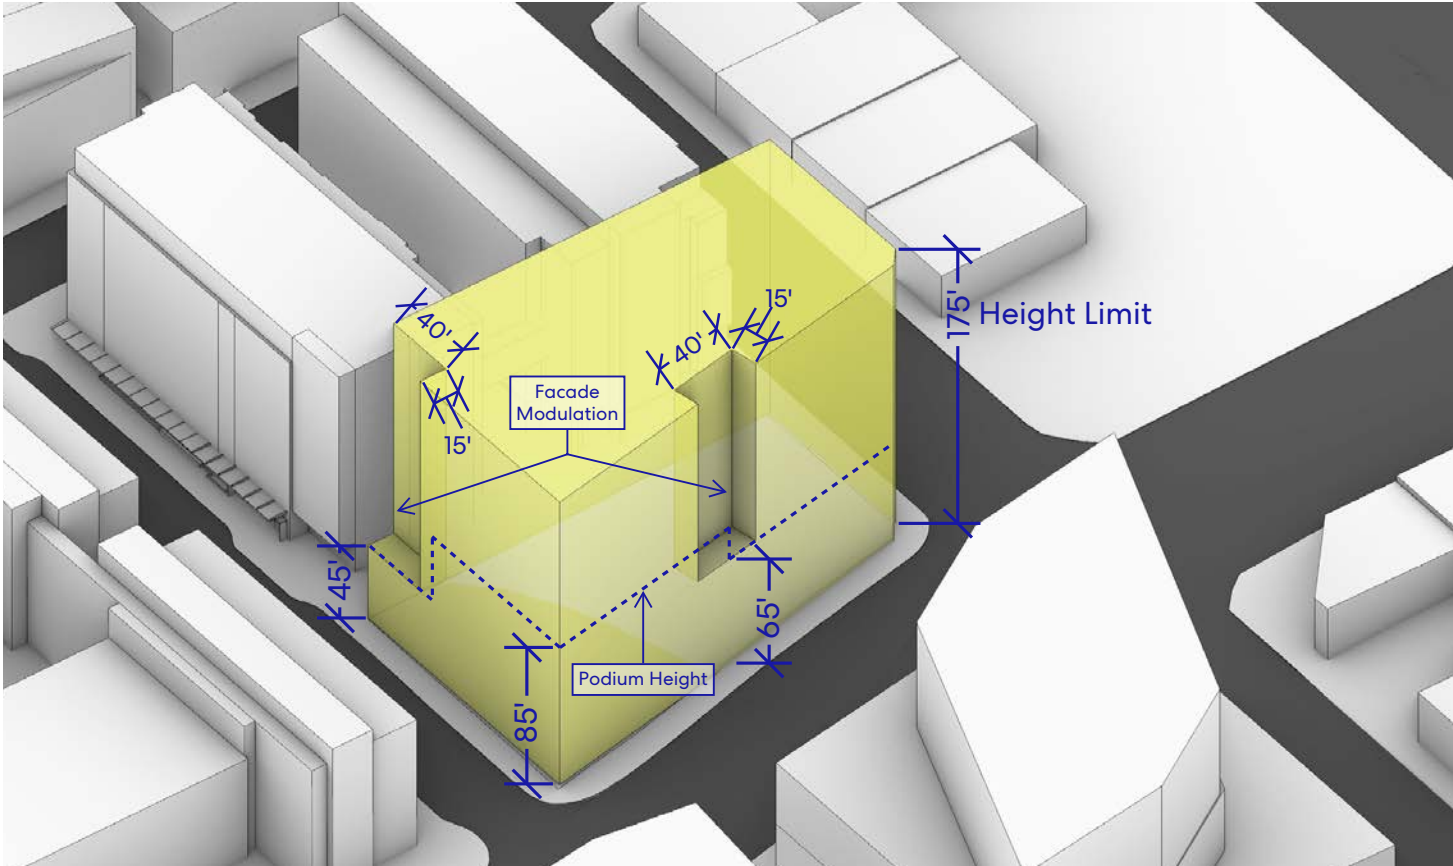 175'
Height Limit
15'
40'
40'
15'
Facade
Modulation
45'
65'
85'
Podium Height